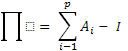 ∏⬚ = ∑_{i=1}^{p} A_i − I